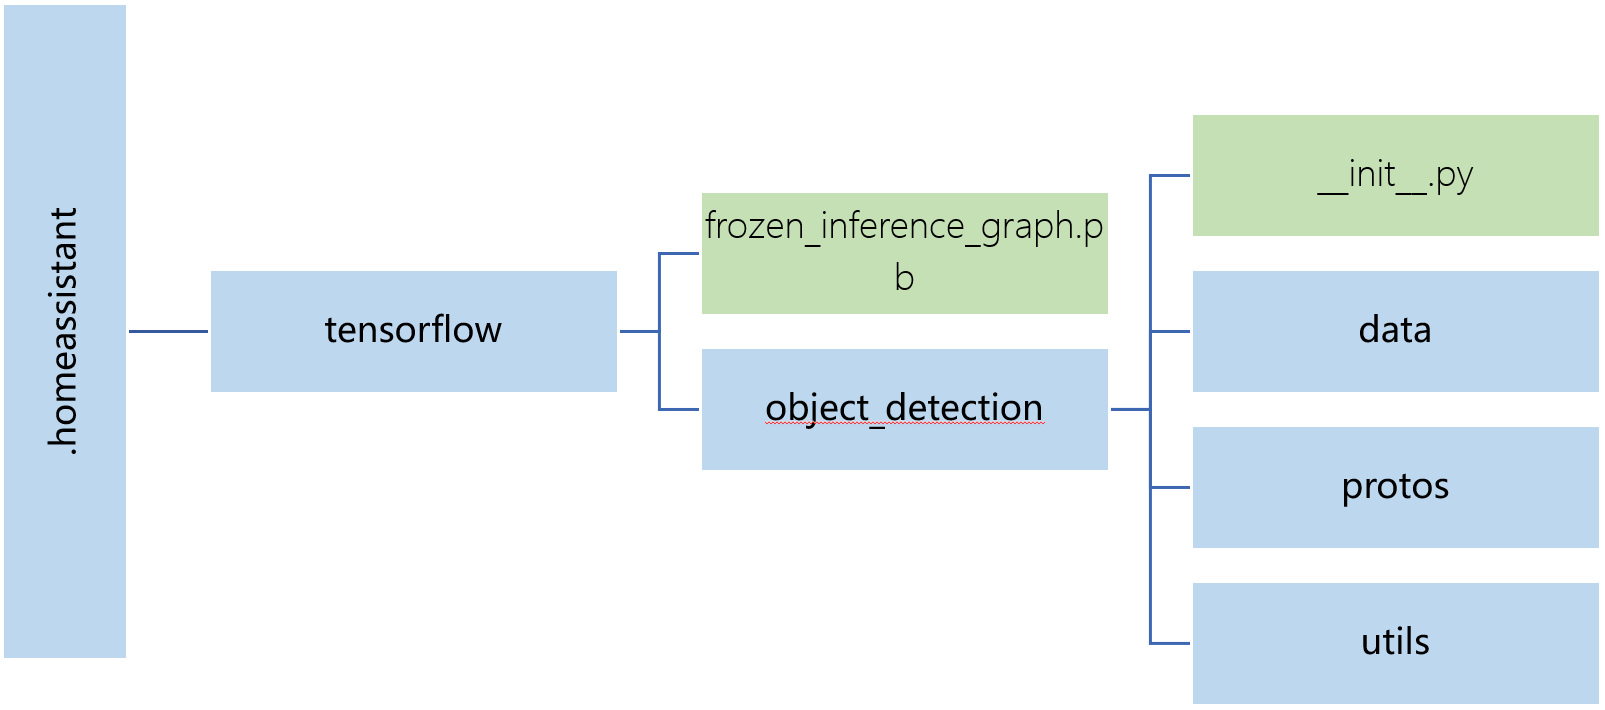 .homeassistant
tensorflow
frozen_inference_graph.p
b
object_detection
__init__.py
data
protos
utils